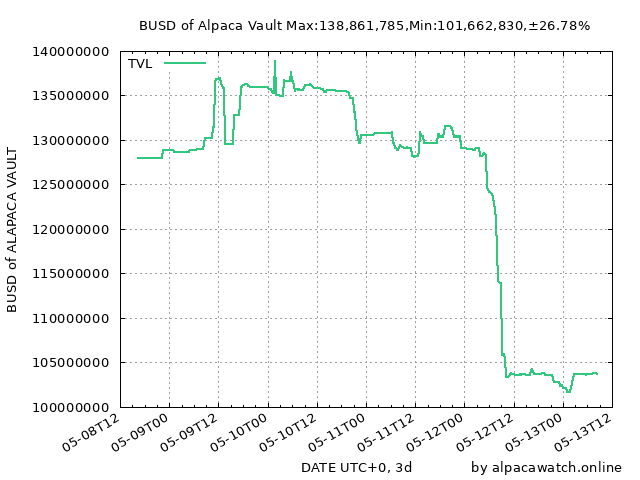 BUSD of Alpaca Vault Max:138,861,785,Min:101,662,830,±26.78%
140000000
TVL
135000000
130000000
125000000
120000000
115000000
110000000
105000000
100000000
BUSD of ALAPACA VAULT
05-08T12
05-09T00
05-09T12
05-10T00
05-10T12
05-11T00
05-11T12
05-12T00
05-12T12
05-13T00
05-13T12
DATE UTC+0, 3d
by alpacawatch.online